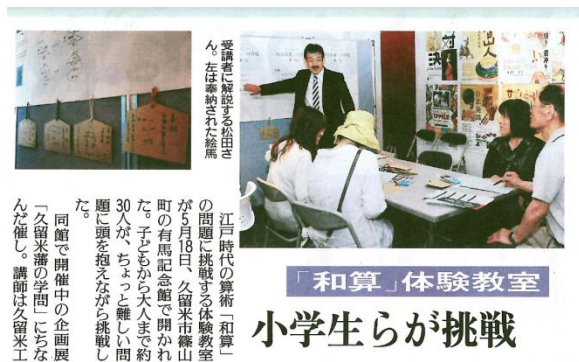 受講者に解説する松田さ
ん。左は奉納された絵馬
「和算」体験教室
小学生らが挑戦
江戸時代の算術「和算」
の問題に挑戦する体験教室
が5月18日、久留米市篠山
町の有馬記念館で開かれ
た。子どもから大人まで約
30人が、ちょっと難しい問
題に頭を抱えながら挑戦し
た。
同館で開催中の企画展
「久留米藩の学問」にちな
んだ催し。講師は久留米工
対決
出人